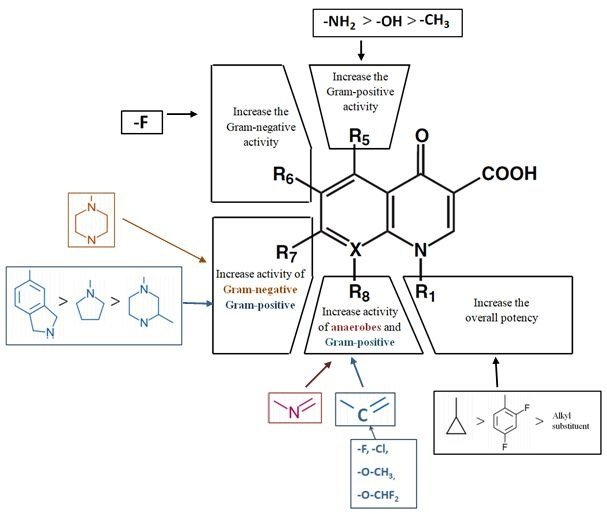 -NH₂ > -OH > -CH₃
Increase the
Gram-positive
activity
-F
Increase the
Gram-negative
activity
R5
O
R6
COOH
N
N
R7
X
N
Increase activity of
Gram-negative
Gram-positive
N
>
N
>
N
N
R8
R1
Increase activity
of anaerobes and
Gram-positive
Increase the
overall potency
N
C
>
F
F
>
Alkyl
substituent
-F, -Cl,
-O-CH₃,
-O-CHF₂